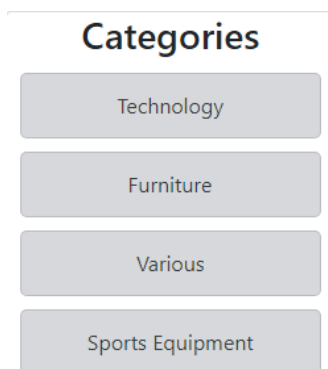 Categories
Technology
Furniture
Various
Sports Equipment